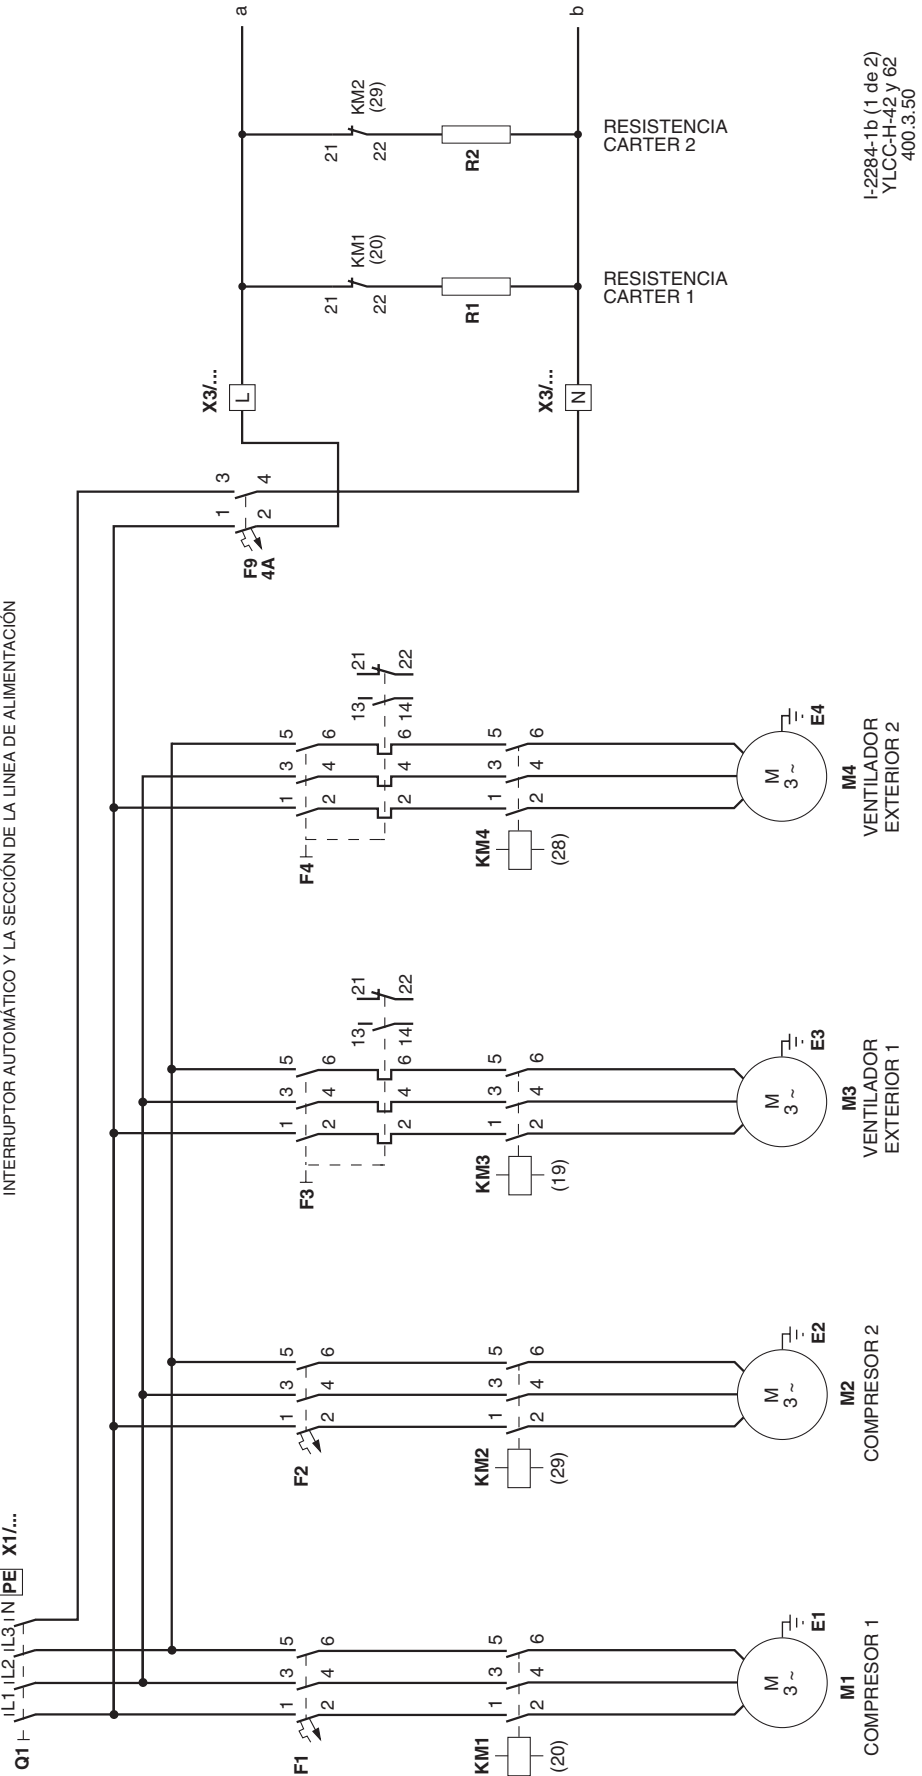 INTERRUPTOR AUTOMÁTICO Y LA SECCIÓN DE LA LINEA DE ALIMENTACIÓN
Q1
L1 L2 L3 N PE X1/...
F1
1 3 5
2 4 6
KM1
(20)
1 3 5
2 4 6
M
3 ~
E1
M1
COMPRESOR 1
F2
1 3 5
2 4 6
KM2
(29)
1 3 5
2 4 6
M
3 ~
E2
M2
COMPRESOR 2
F3
1 3 5
2 4 6
13 21
2 4 6 14 22
KM3
(19)
1 3 5
2 4 6
M
3 ~
E3
M3
VENTILADOR
EXTERIOR 1
F4
1 3 5
2 4 6
13 21
2 4 6 14 22
KM4
(28)
1 3 5
2 4 6
M
3 ~
E4
M4
VENTILADOR
EXTERIOR 2
F9
4A
1 3
2 4
X3/...
L
X3/...
N
21
22
KM1
(20)
R1
RESISTENCIA
CARTER 1
21
22
KM2
(29)
R2
RESISTENCIA
CARTER 2
a
b
I-2284-1b (1 de 2)
YLCC-H-42 y 62
400.3.50